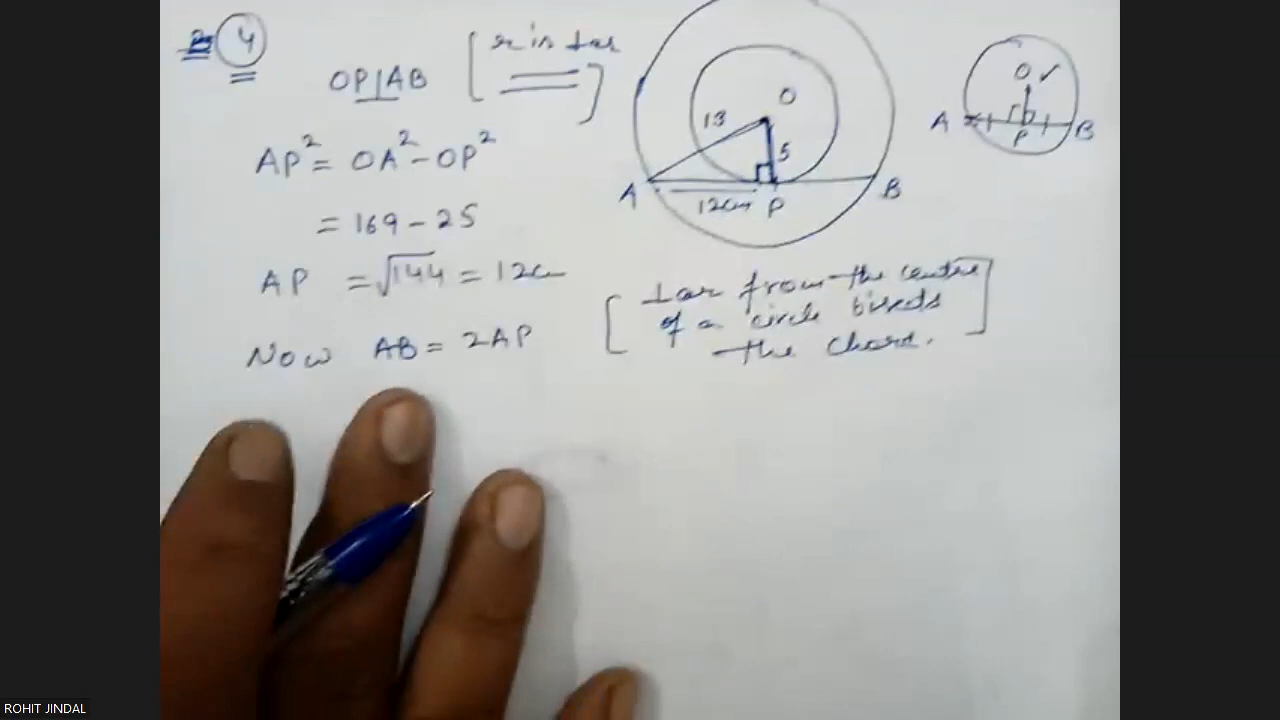 4
OP⊥AB [r is ⊥ar]
AP² = OA² - OP²
= 169 - 25
AP = √144 = 12cm
Now AB = 2AP
[⊥ar from the centre
of a circle bisects
the chord.]
O
13
5
A
12cm
P
B
O ✓
A
P
B
ROHIT JINDAL